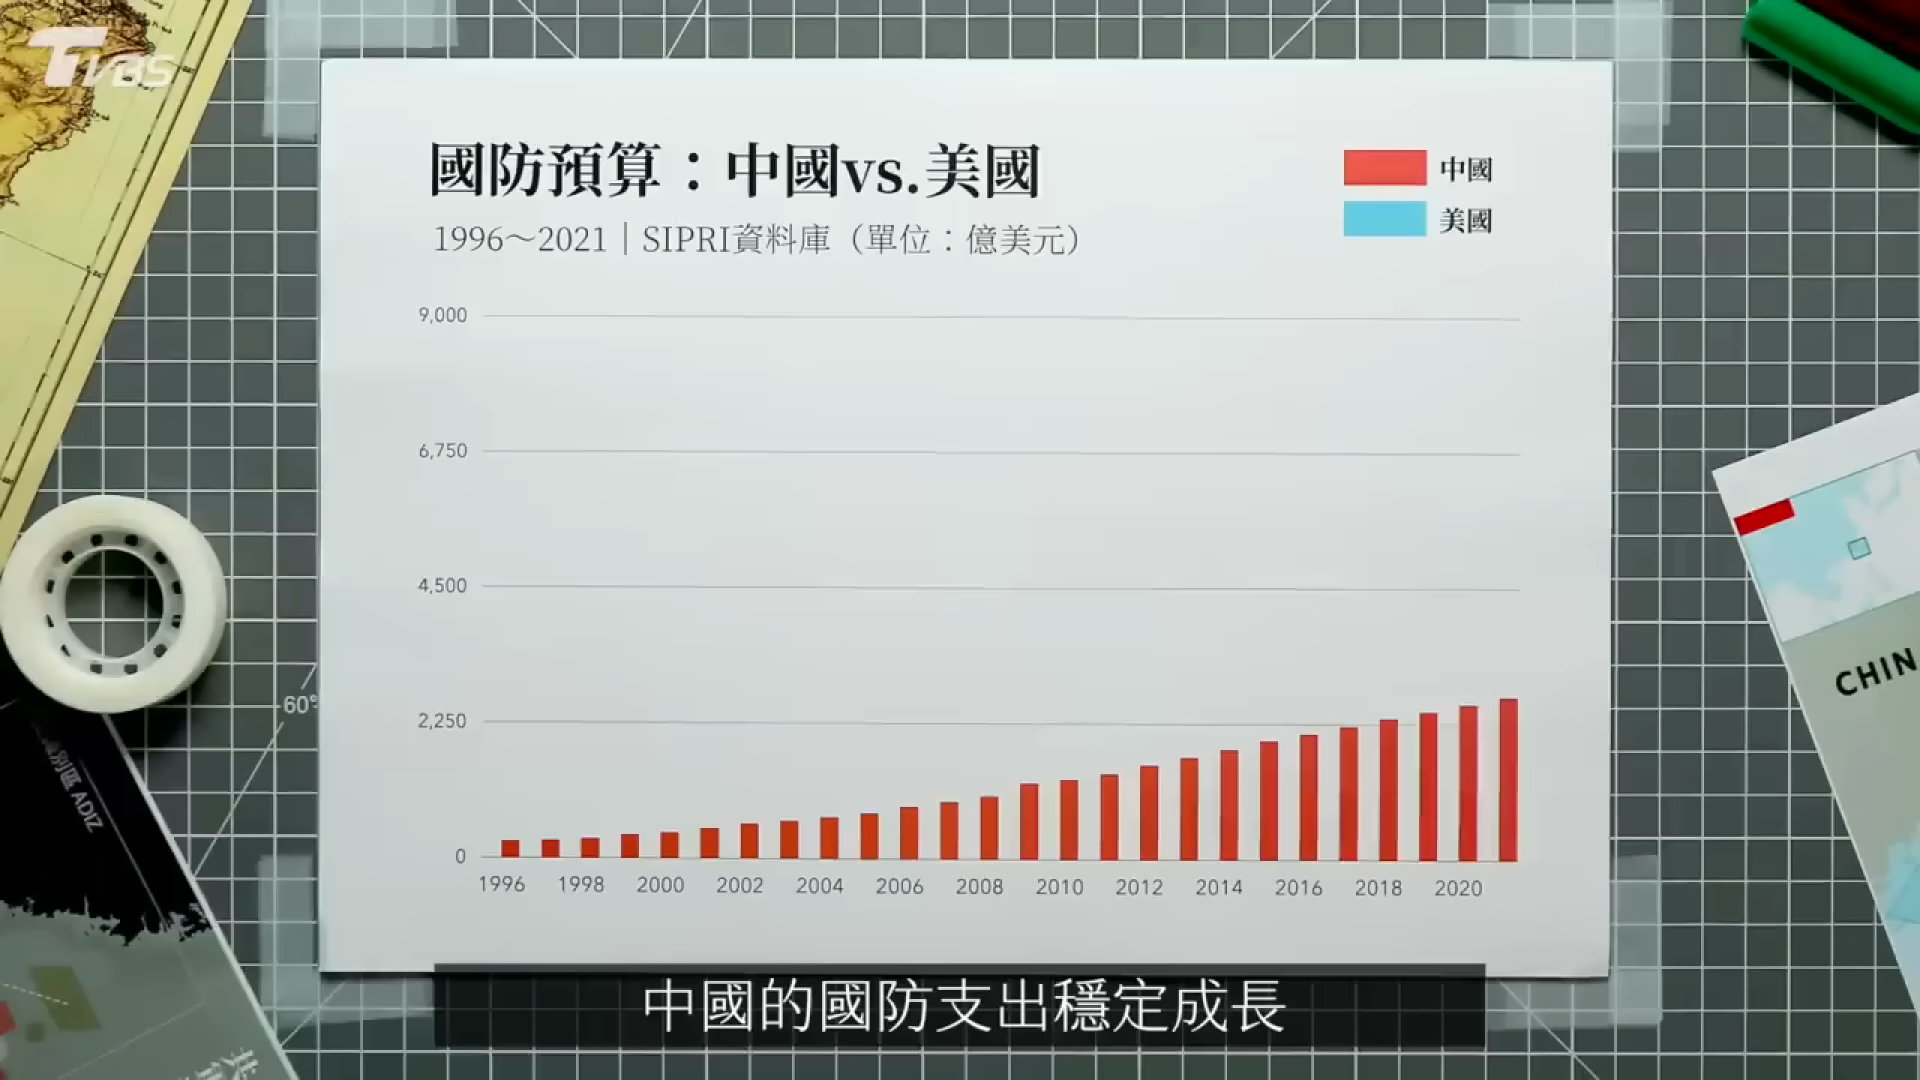 TVBS
國防預算：中國vs.美國
1996～2021｜SIPRI資料庫（單位：億美元）
中國
美國
9,000
6,750
4,500
2,250
0
1996 1998 2000 2002 2004 2006 2008 2010 2012 2014 2016 2018 2020
60°
CHIN
ADIZ
中國的國防支出穩定成長